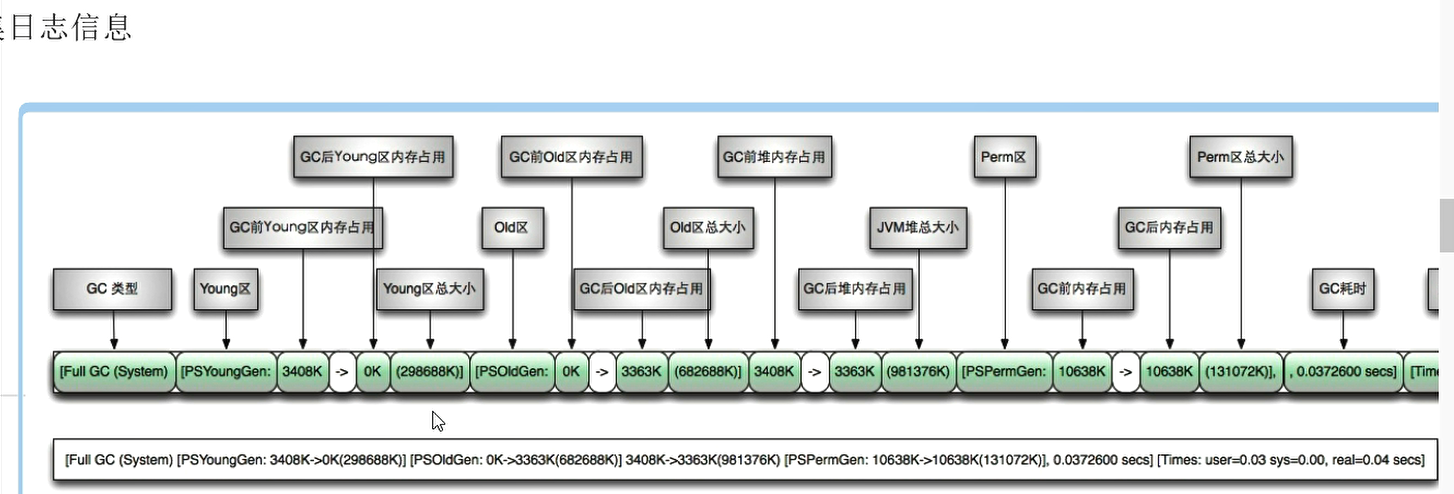 日志信息
GC后Young区内存占用 GC前Old区内存占用 GC前堆内存占用 Perm区 Perm区总大小
GC前Young区内存占用 Old区 Old区总大小 JVM堆总大小 GC后内存占用
GC 类型 Young区 Young区总大小 GC后Old区内存占用 GC后堆内存占用 GC前内存占用 GC耗时
[Full GC (System) [PSYoungGen: 3408K -> 0K (298688K)] [PSOldGen: 0K -> 3363K (682688K)] 3408K -> 3363K (981376K) [PSPermGen: 10638K -> 10638K (131072K)], , 0.0372600 secs] [Time
[Full GC (System) [PSYoungGen: 3408K->0K(298688K)] [PSOldGen: 0K->3363K(682688K)] 3408K->3363K(981376K) [PSPermGen: 10638K->10638K(131072K)], 0.0372600 secs] [Times: user=0.03 sys=0.00, real=0.04 secs]